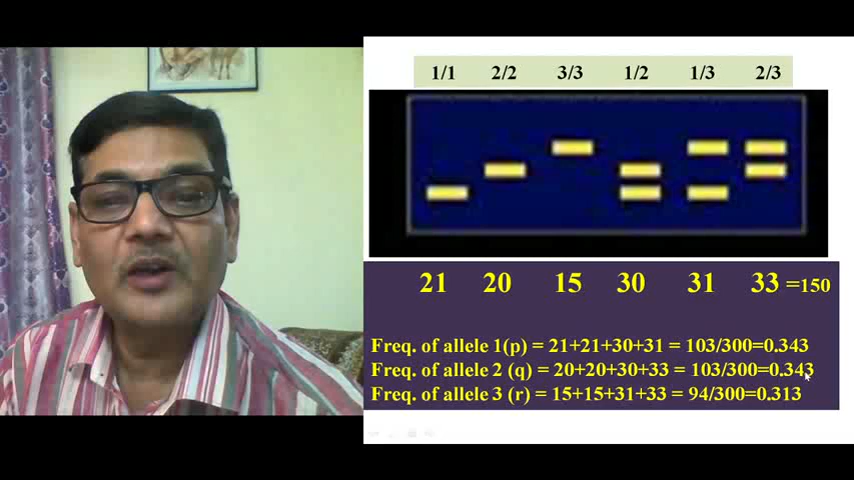 1/1 2/2 3/3 1/2 1/3 2/3
21 20 15 30 31 33 =150
Freq. of allele 1(p) = 21+21+30+31 = 103/300=0.343
Freq. of allele 2 (q) = 20+20+30+33 = 103/300=0.343
Freq. of allele 3 (r) = 15+15+31+33 = 94/300=0.313